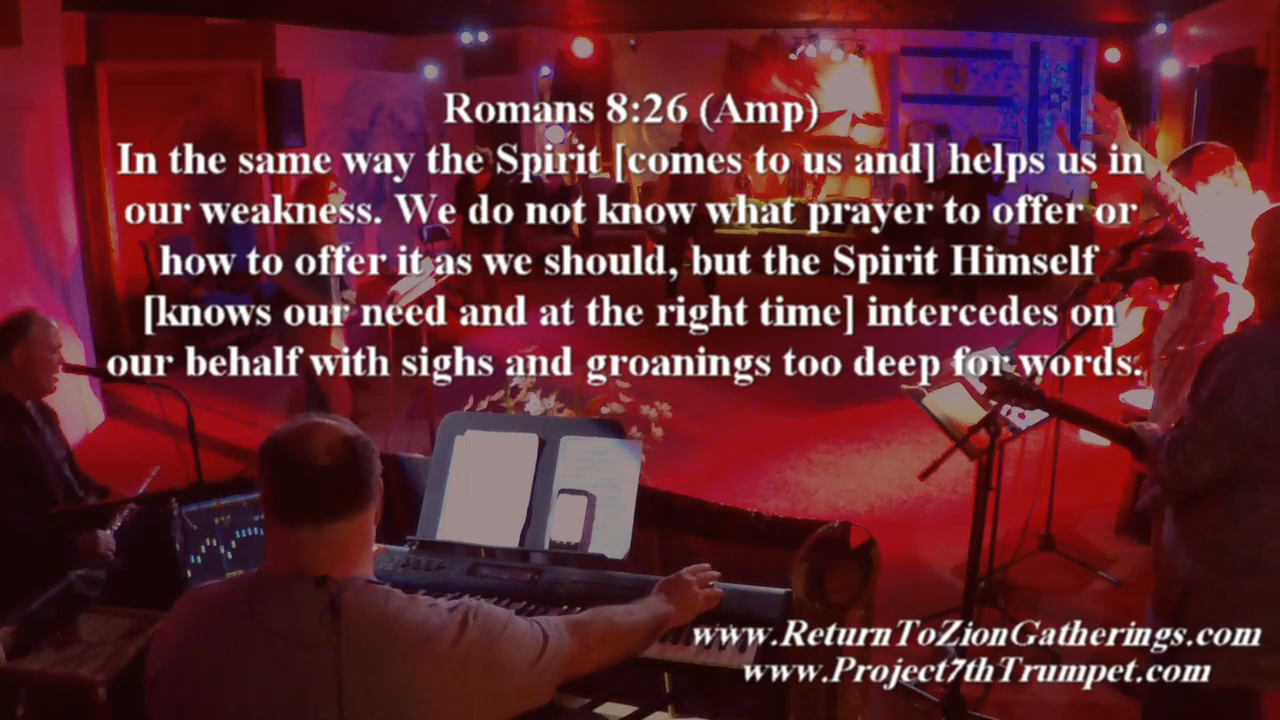 Romans 8:26 (Amp)
In the same way the Spirit [comes to us and] helps us in
our weakness. We do not know what prayer to offer or
how to offer it as we should, but the Spirit Himself
[knows our need and at the right time] intercedes on
our behalf with sighs and groanings too deep for words.
www.ReturnToZionGatherings.com
www.Project7thTrumpet.com